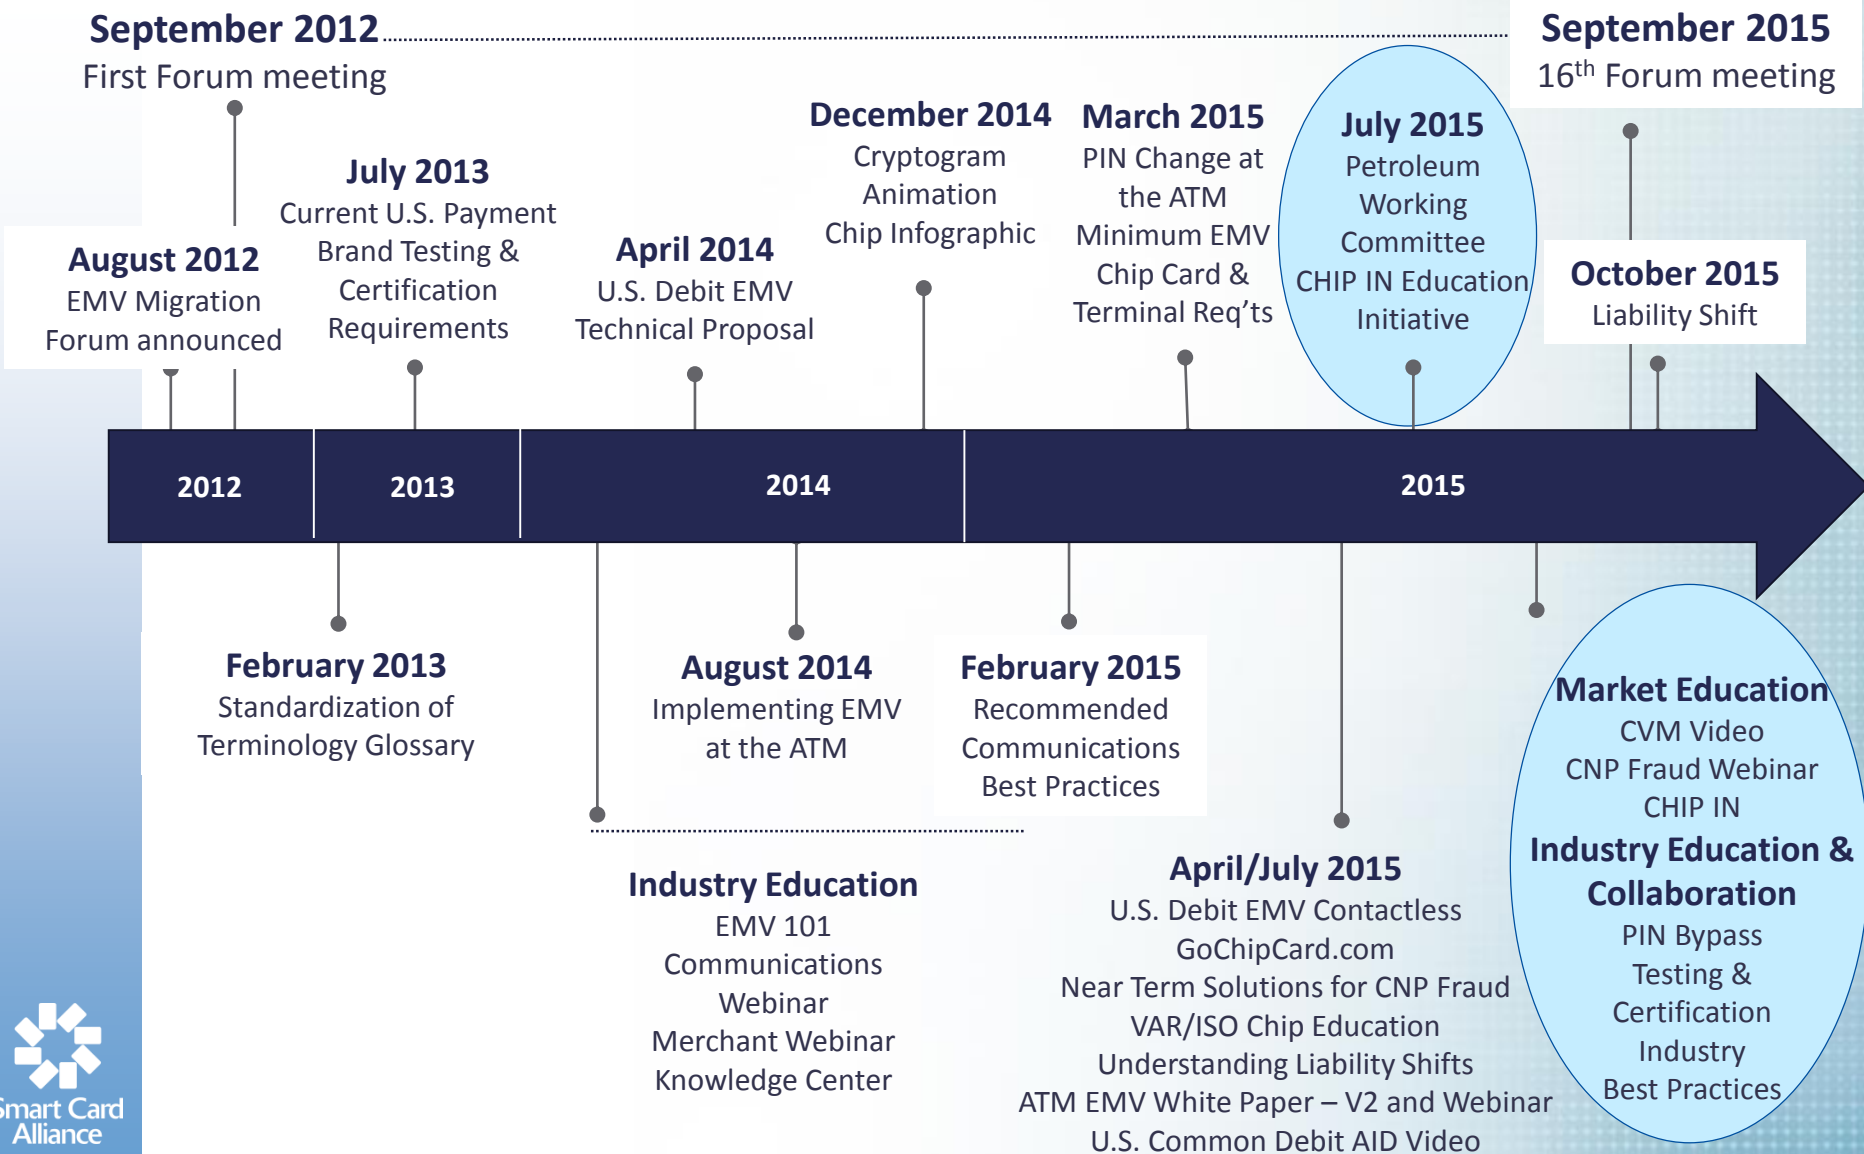 September 2012
First Forum meeting
September 2015
16th Forum meeting
August 2012
EMV Migration
Forum announced
July 2013
Current U.S. Payment
Brand Testing &
Certification
Requirements
April 2014
U.S. Debit EMV
Technical Proposal
December 2014
Cryptogram
Animation
Chip Infographic
March 2015
PIN Change at
the ATM
Minimum EMV
Chip Card &
Terminal Req’ts
July 2015
Petroleum
Working
Committee
CHIP IN Education
Initiative
October 2015
Liability Shift
2012
2013
2014
2015
February 2013
Standardization of
Terminology Glossary
Industry Education
EMV 101
Communications
Webinar
Merchant Webinar
Knowledge Center
August 2014
Implementing EMV
at the ATM
February 2015
Recommended
Communications
Best Practices
April/July 2015
U.S. Debit EMV Contactless
GoChipCard.com
Near Term Solutions for CNP Fraud
VAR/ISO Chip Education
Understanding Liability Shifts
ATM EMV White Paper – V2 and Webinar
U.S. Common Debit AID Video
Market Education
CVM Video
CNP Fraud Webinar
CHIP IN
Industry Education &
Collaboration
PIN Bypass
Testing &
Certification
Industry
Best Practices
Smart Card
Alliance